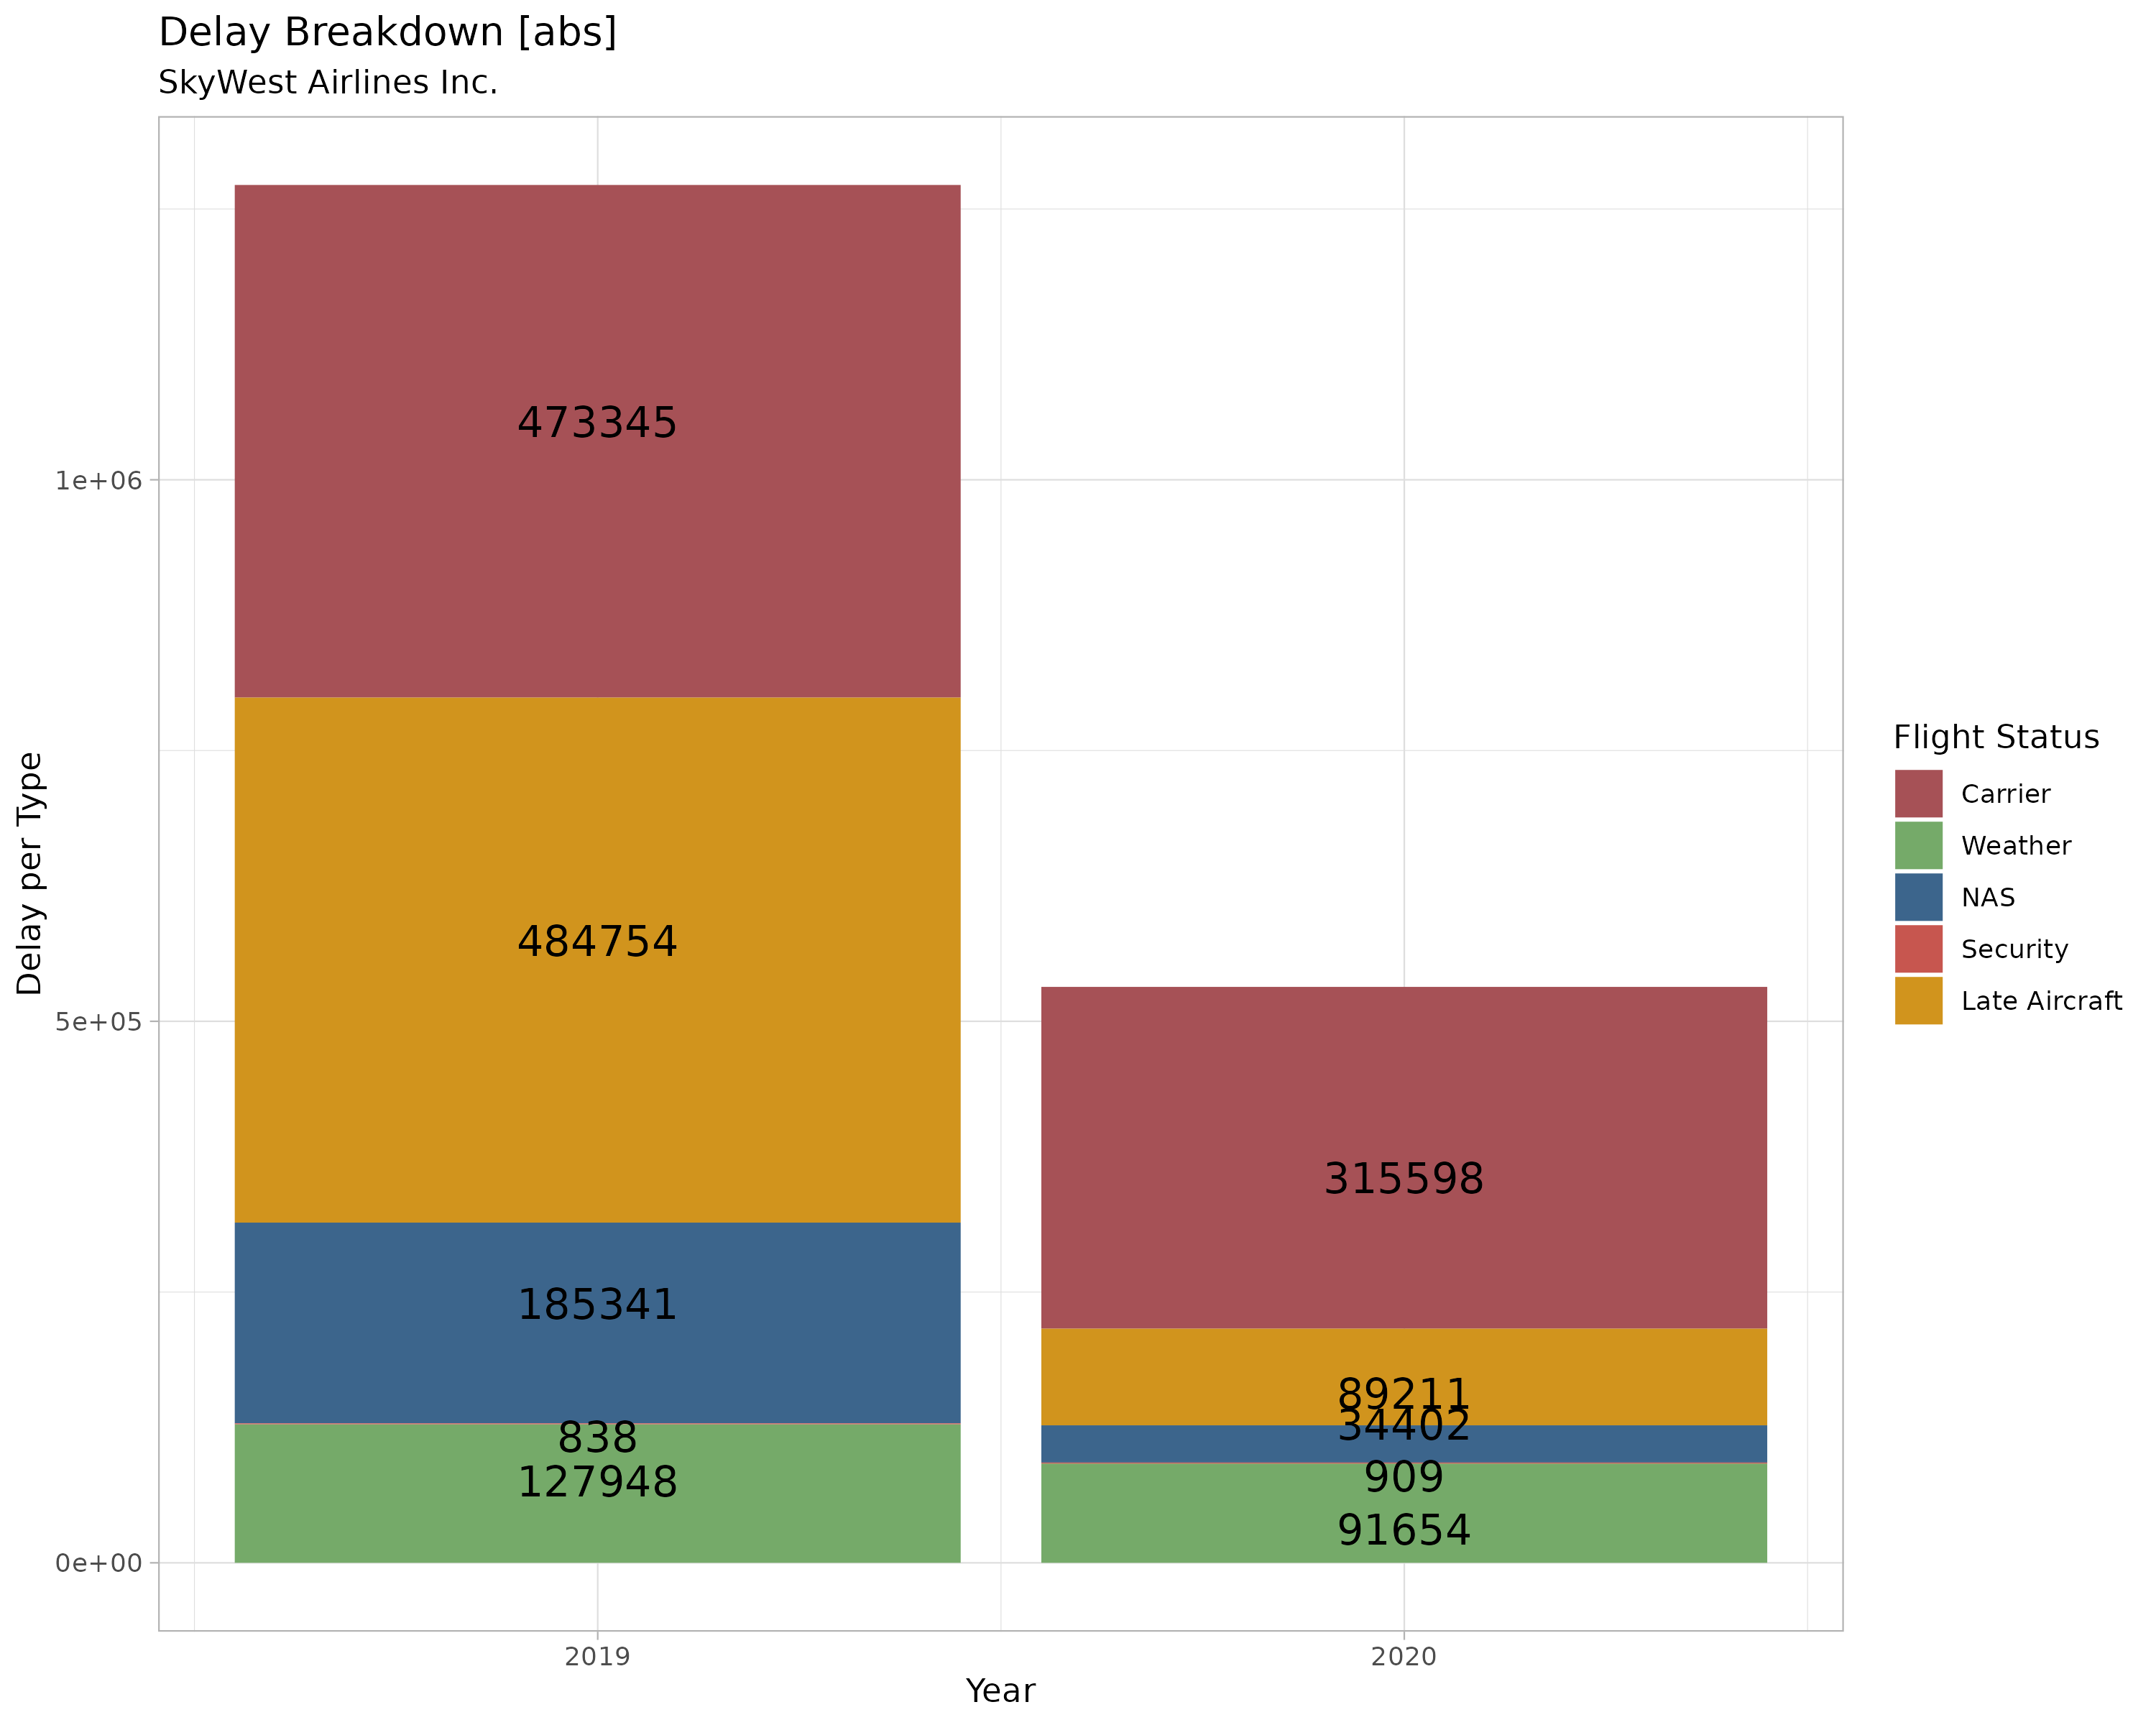 Delay Breakdown [abs]
SkyWest Airlines Inc.
Delay per Type
1e+06
5e+05
0e+00
473345
484754
185341
838
127948
315598
89211
34402
909
91654
2019
2020
Year
Flight Status
Carrier
Weather
NAS
Security
Late Aircraft